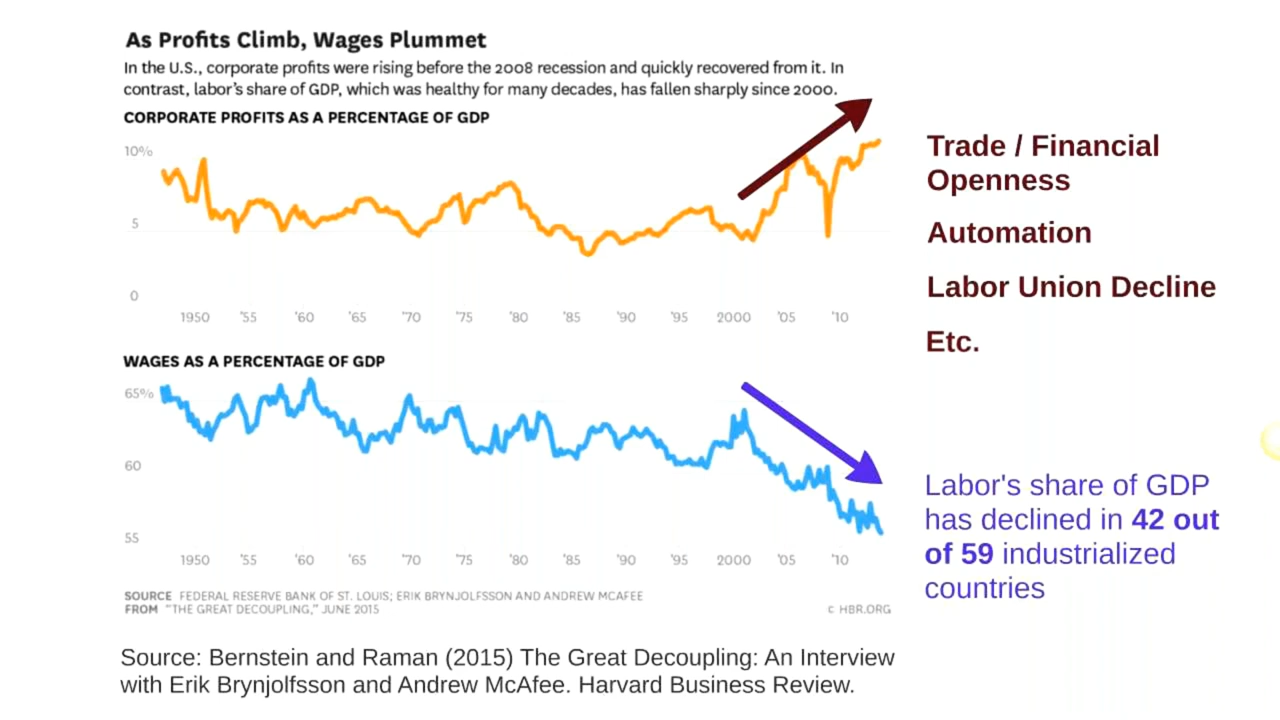 As Profits Climb, Wages Plummet
In the U.S., corporate profits were rising before the 2008 recession and quickly recovered from it. In
contrast, labor's share of GDP, which was healthy for many decades, has fallen sharply since 2000.
CORPORATE PROFITS AS A PERCENTAGE OF GDP
10%
5
0
1950 '55 '60 '65 '70 '75 '80 '85 '90 '95 2000 '05 '10
WAGES AS A PERCENTAGE OF GDP
65%
60
55
1950 '55 '60 '65 '70 '75 '80 '85 '90 '95 2000 '05 '10
SOURCE FEDERAL RESERVE BANK OF ST. LOUIS; ERIK BRYNJOLFSSON AND ANDREW MCAFEE
FROM "THE GREAT DECOUPLING," JUNE 2015
© HBR.ORG
Trade / Financial
Openness
Automation
Labor Union Decline
Etc.
Labor's share of GDP
has declined in 42 out
of 59 industrialized
countries
Source: Bernstein and Raman (2015) The Great Decoupling: An Interview
with Erik Brynjolfsson and Andrew McAfee. Harvard Business Review.